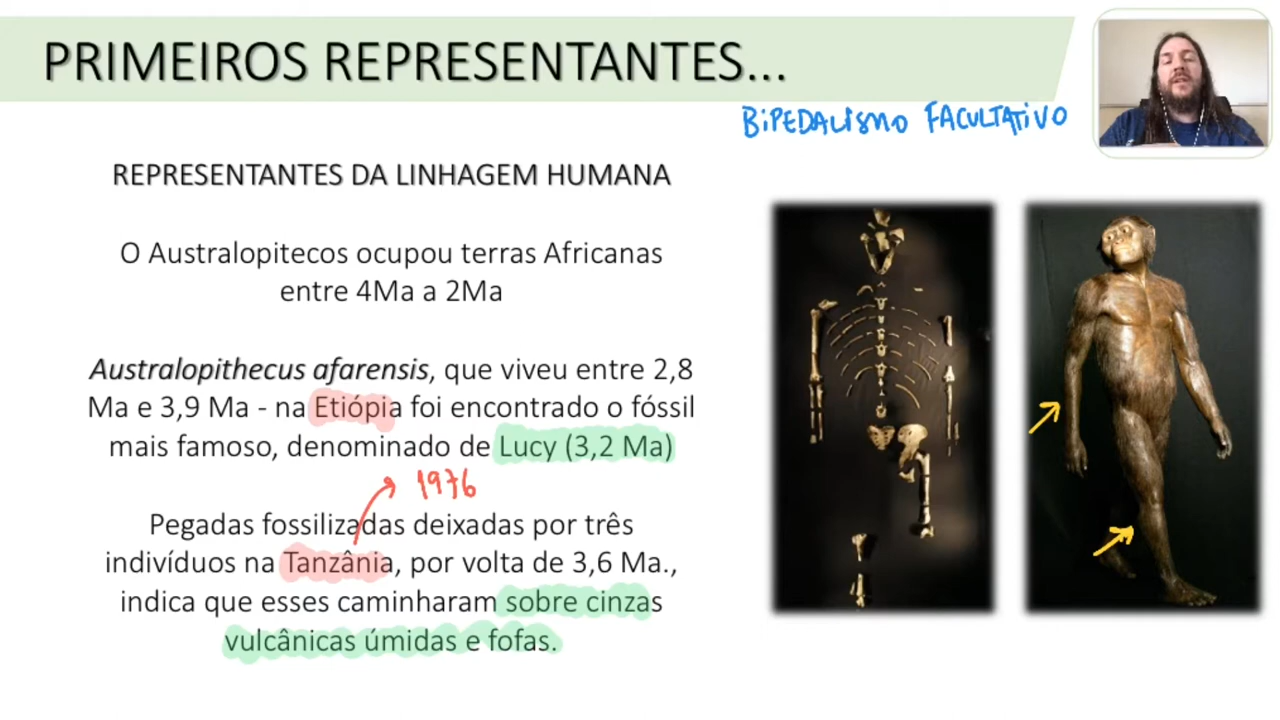 PRIMEIROS REPRESENTANTES...
BIPEDALISMO FACULTATIVO
REPRESENTANTES DA LINHAGEM HUMANA
O Australopitecos ocupou terras Africanas
entre 4Ma a 2Ma
Australopithecus afarensis, que viveu entre 2,8
Ma e 3,9 Ma - na Etiópia foi encontrado o fóssil
mais famoso, denominado de Lucy (3,2 Ma)
1976
Pegadas fossilizadas deixadas por três
indivíduos na Tanzânia, por volta de 3,6 Ma.,
indica que esses caminharam sobre cinzas
vulcânicas úmidas e fofas.